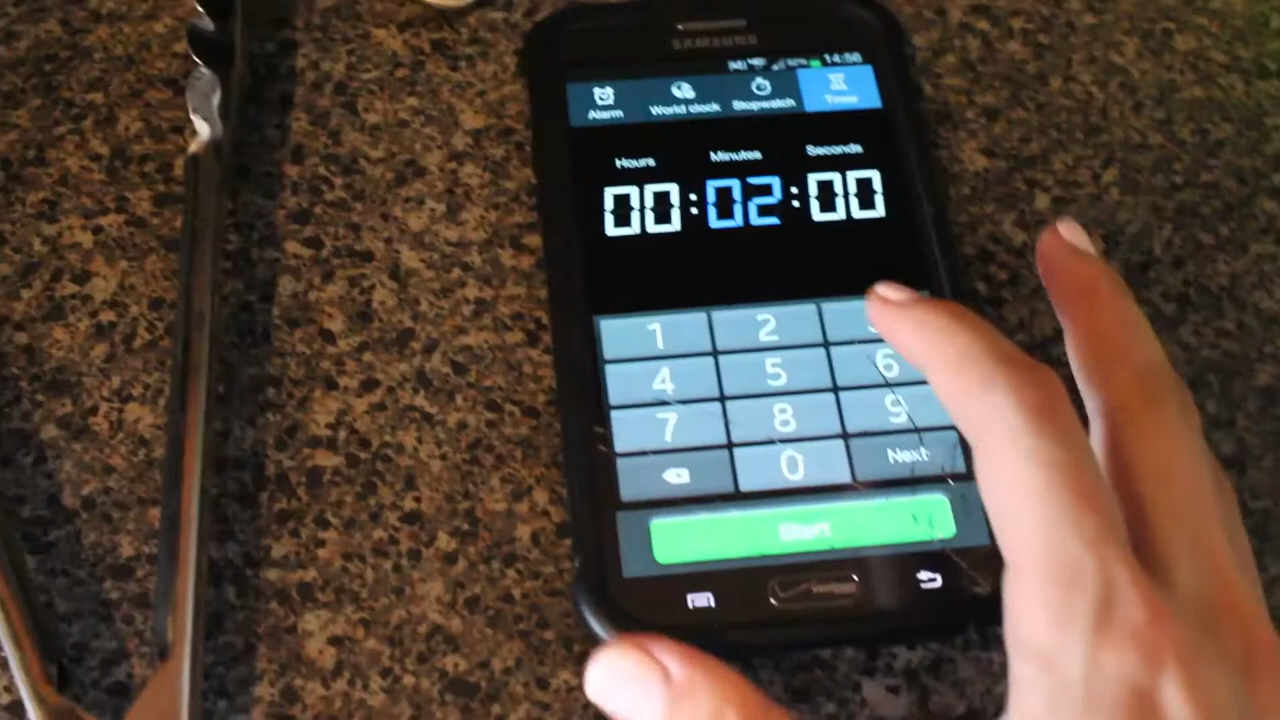 SAMSUNG
14:56
Alarm World clock Stopwatch Timer
Hours Minutes Seconds
00:02:00
1 2
4 5 6
7 8 9
0 Next
Start